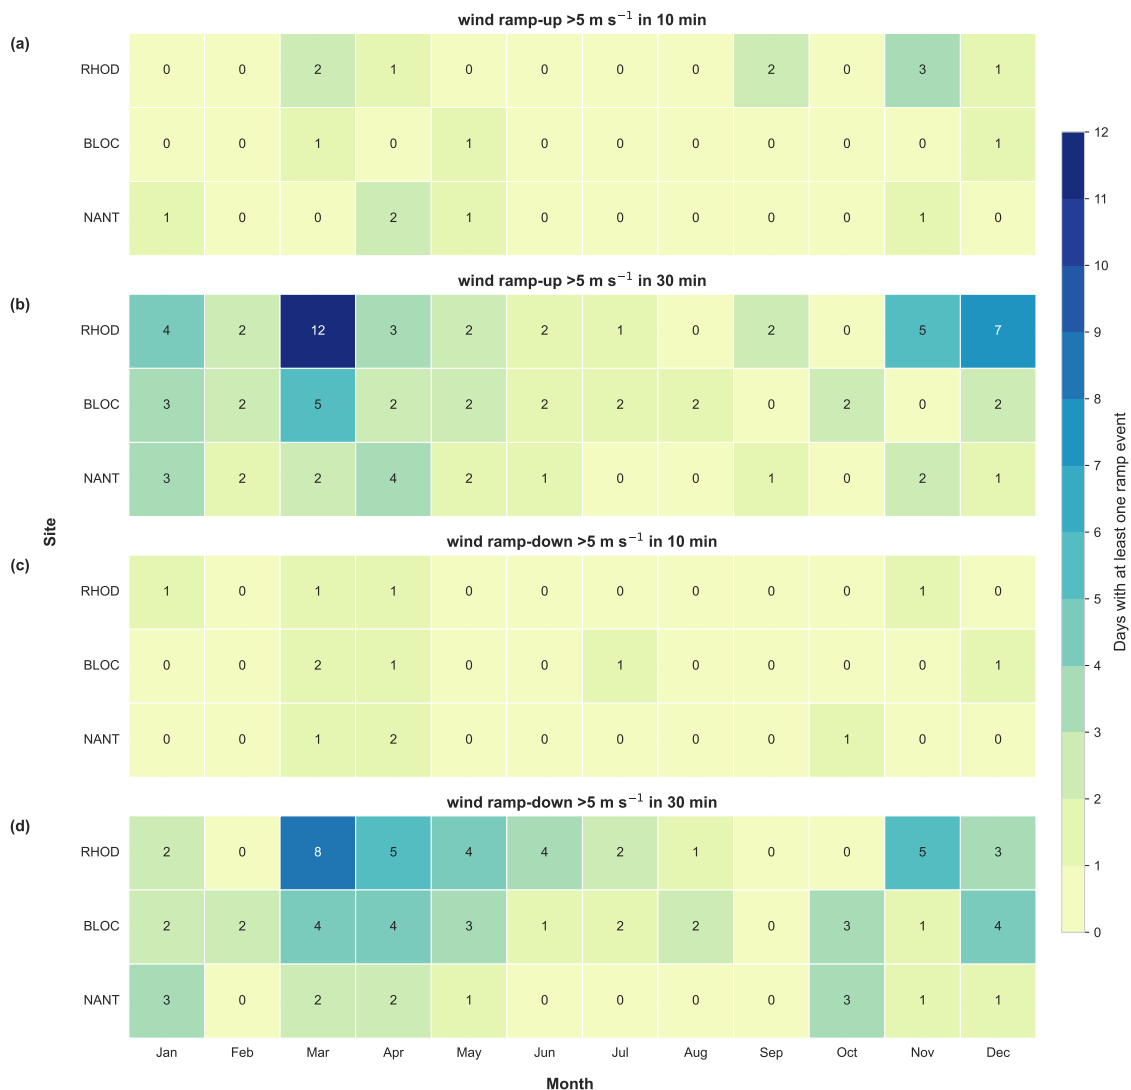 wind ramp-up >5 m s⁻¹ in 10 min
(a)
RHOD 0 0 2 1 0 0 0 0 2 0 3 1
BLOC 0 0 1 0 1 0 0 0 0 0 0 1
NANT 1 0 0 2 1 0 0 0 0 0 1 0
wind ramp-up >5 m s⁻¹ in 30 min
(b)
RHOD 4 2 12 3 2 2 1 0 2 0 5 7
BLOC 3 2 5 2 2 2 2 2 0 2 0 2
NANT 3 2 2 4 2 1 0 0 1 0 2 1
wind ramp-down >5 m s⁻¹ in 10 min
(c)
RHOD 1 0 1 1 0 0 0 0 0 0 1 0
BLOC 0 0 2 1 0 0 1 0 0 0 0 1
NANT 0 0 1 2 0 0 0 0 0 1 0 0
wind ramp-down >5 m s⁻¹ in 30 min
(d)
RHOD 2 0 8 5 4 4 2 1 0 0 5 3
BLOC 2 2 4 4 3 1 2 2 0 3 1 4
NANT 3 0 2 2 1 0 0 0 0 3 1 1
Jan Feb Mar Apr May Jun Jul Aug Sep Oct Nov Dec
Month
Site
12
11
10
9
8
7
6
5
4
3
2
1
0
Days with at least one ramp event